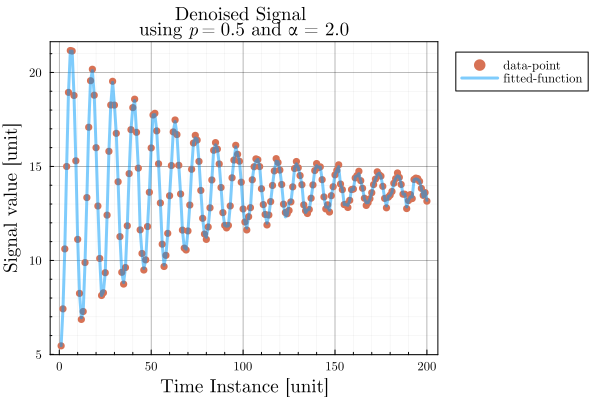 Denoised Signal
using p = 0.5 and α = 2.0
data-point
fitted-function
Signal value [unit]
20
15
10
5
0
50
100
150
200
Time Instance [unit]